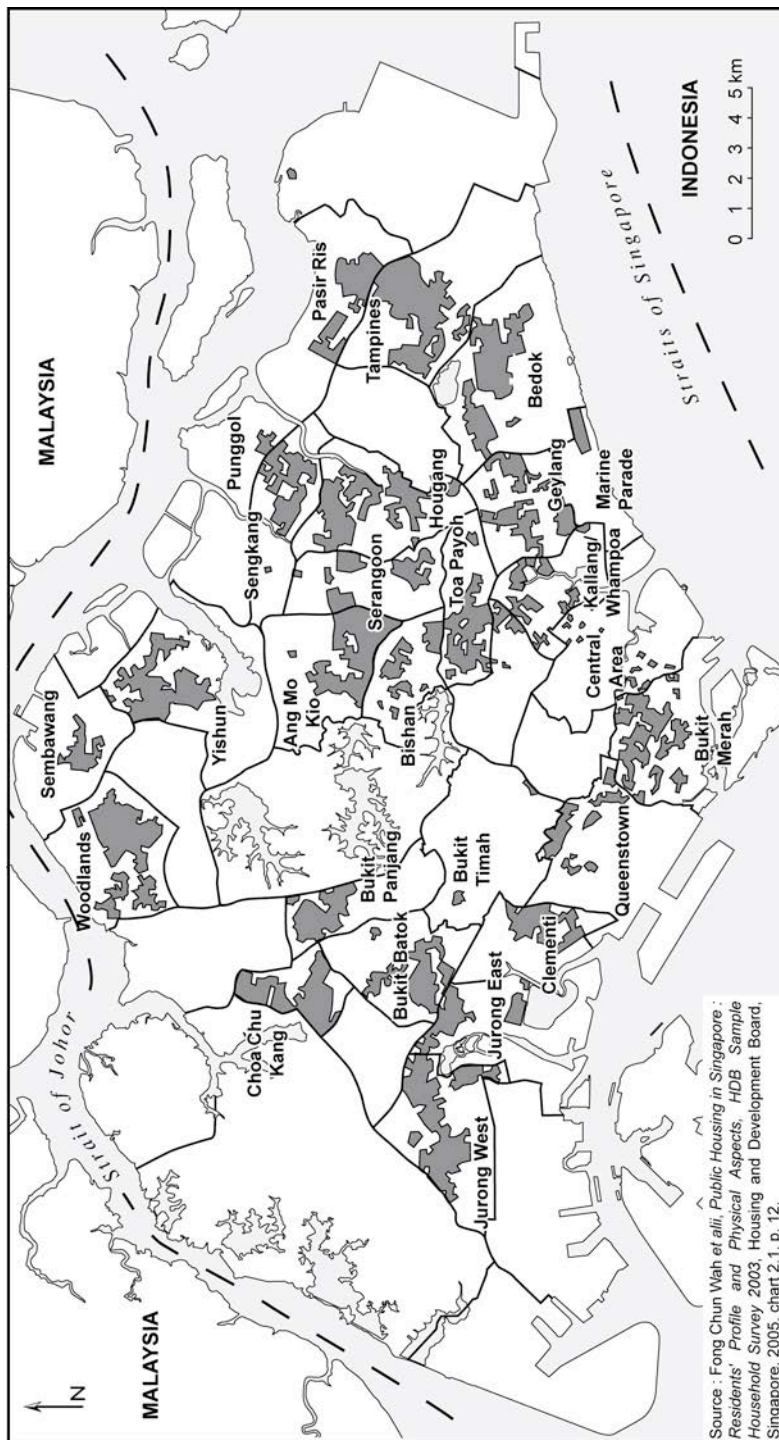 N
MALAYSIA
MALAYSIA
Strait of Johor
Sembawang
Woodlands
Yishun
Punggol
Sengkang
Pasir Ris
Tampines
Choa Chu
Kang
Bukit
Panjang
Ang Mo
Kio
Serangoon
Hougang
Bishan
Bedok
Bukit Batok
Bukit
Timah
Toa Payoh
Geylang
Jurong West
Jurong East
Clementi
Queenstown
Kallang/
Whampoa
Marine
Parade
Central
Area
Bukit
Merah
Straits of Singapore
INDONESIA
0 1 2 3 4 5 km
Source : Fong Chun Wah et alii, Public Housing in Singapore :
Residents' Profile and Physical Aspects, HDB Sample
Household Survey 2003, Housing and Development Board,
Singapore, 2005, chart 2.1, p. 12.